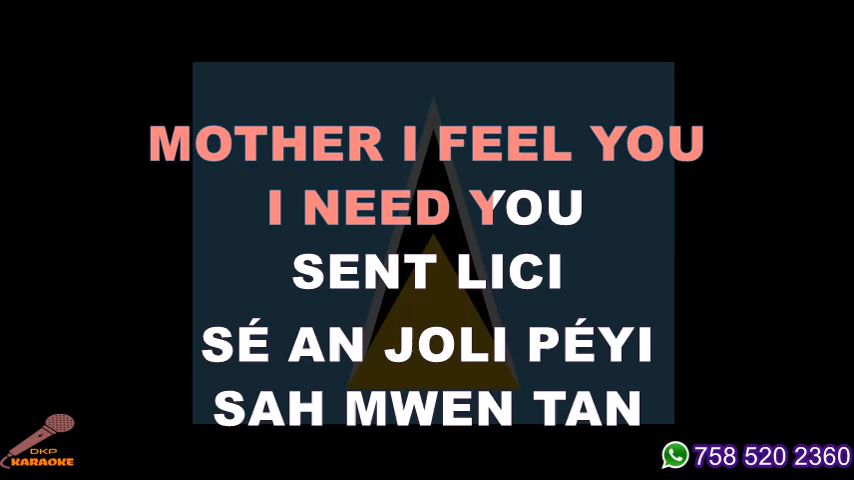 MOTHER I FEEL YOU
I NEED YOU
SENT LICI
SÉ AN JOLI PÉYI
SAH MWEN TAN
DKP
KARAOKE
758 520 2360